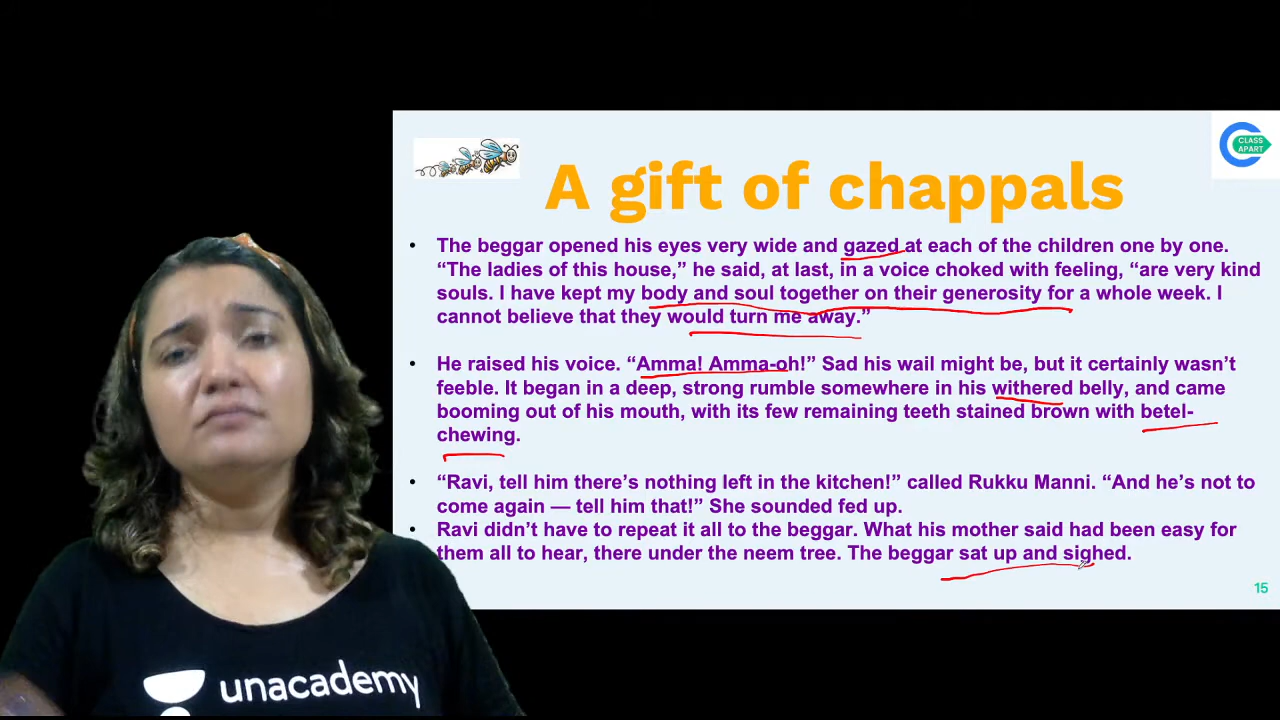 CLASS
APART
A gift of chappals
• The beggar opened his eyes very wide and gazed at each of the children one by one.
“The ladies of this house,” he said, at last, in a voice choked with feeling, “are very kind
souls. I have kept my body and soul together on their generosity for a whole week. I
cannot believe that they would turn me away.”
• He raised his voice. “Amma! Amma-oh!” Sad his wail might be, but it certainly wasn’t
feeble. It began in a deep, strong rumble somewhere in his withered belly, and came
booming out of his mouth, with its few remaining teeth stained brown with betel-
chewing.
• “Ravi, tell him there’s nothing left in the kitchen!” called Rukku Manni. “And he’s not to
come again — tell him that!” She sounded fed up.
• Ravi didn’t have to repeat it all to the beggar. What his mother said had been easy for
them all to hear, there under the neem tree. The beggar sat up and sighed.
15
unacademy